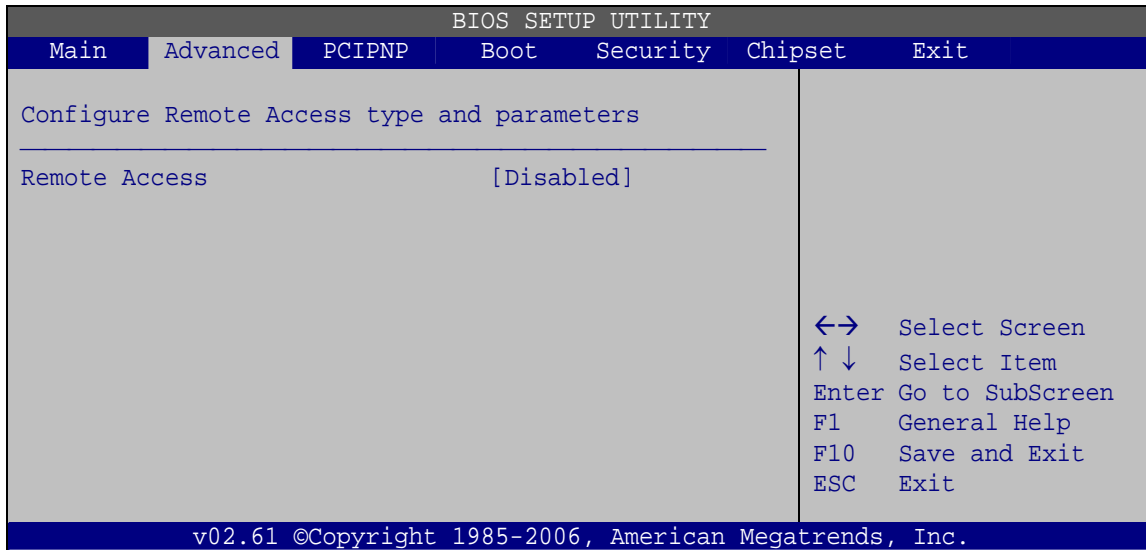 BIOS SETUP UTILITY
Main Advanced PCIPNP Boot Security Chipset Exit
Configure Remote Access type and parameters
Remote Access [Disabled]
←→ Select Screen
↑ ↓ Select Item
Enter Go to SubScreen
F1 General Help
F10 Save and Exit
ESC Exit
v02.61 ©Copyright 1985-2006, American Megatrends, Inc.